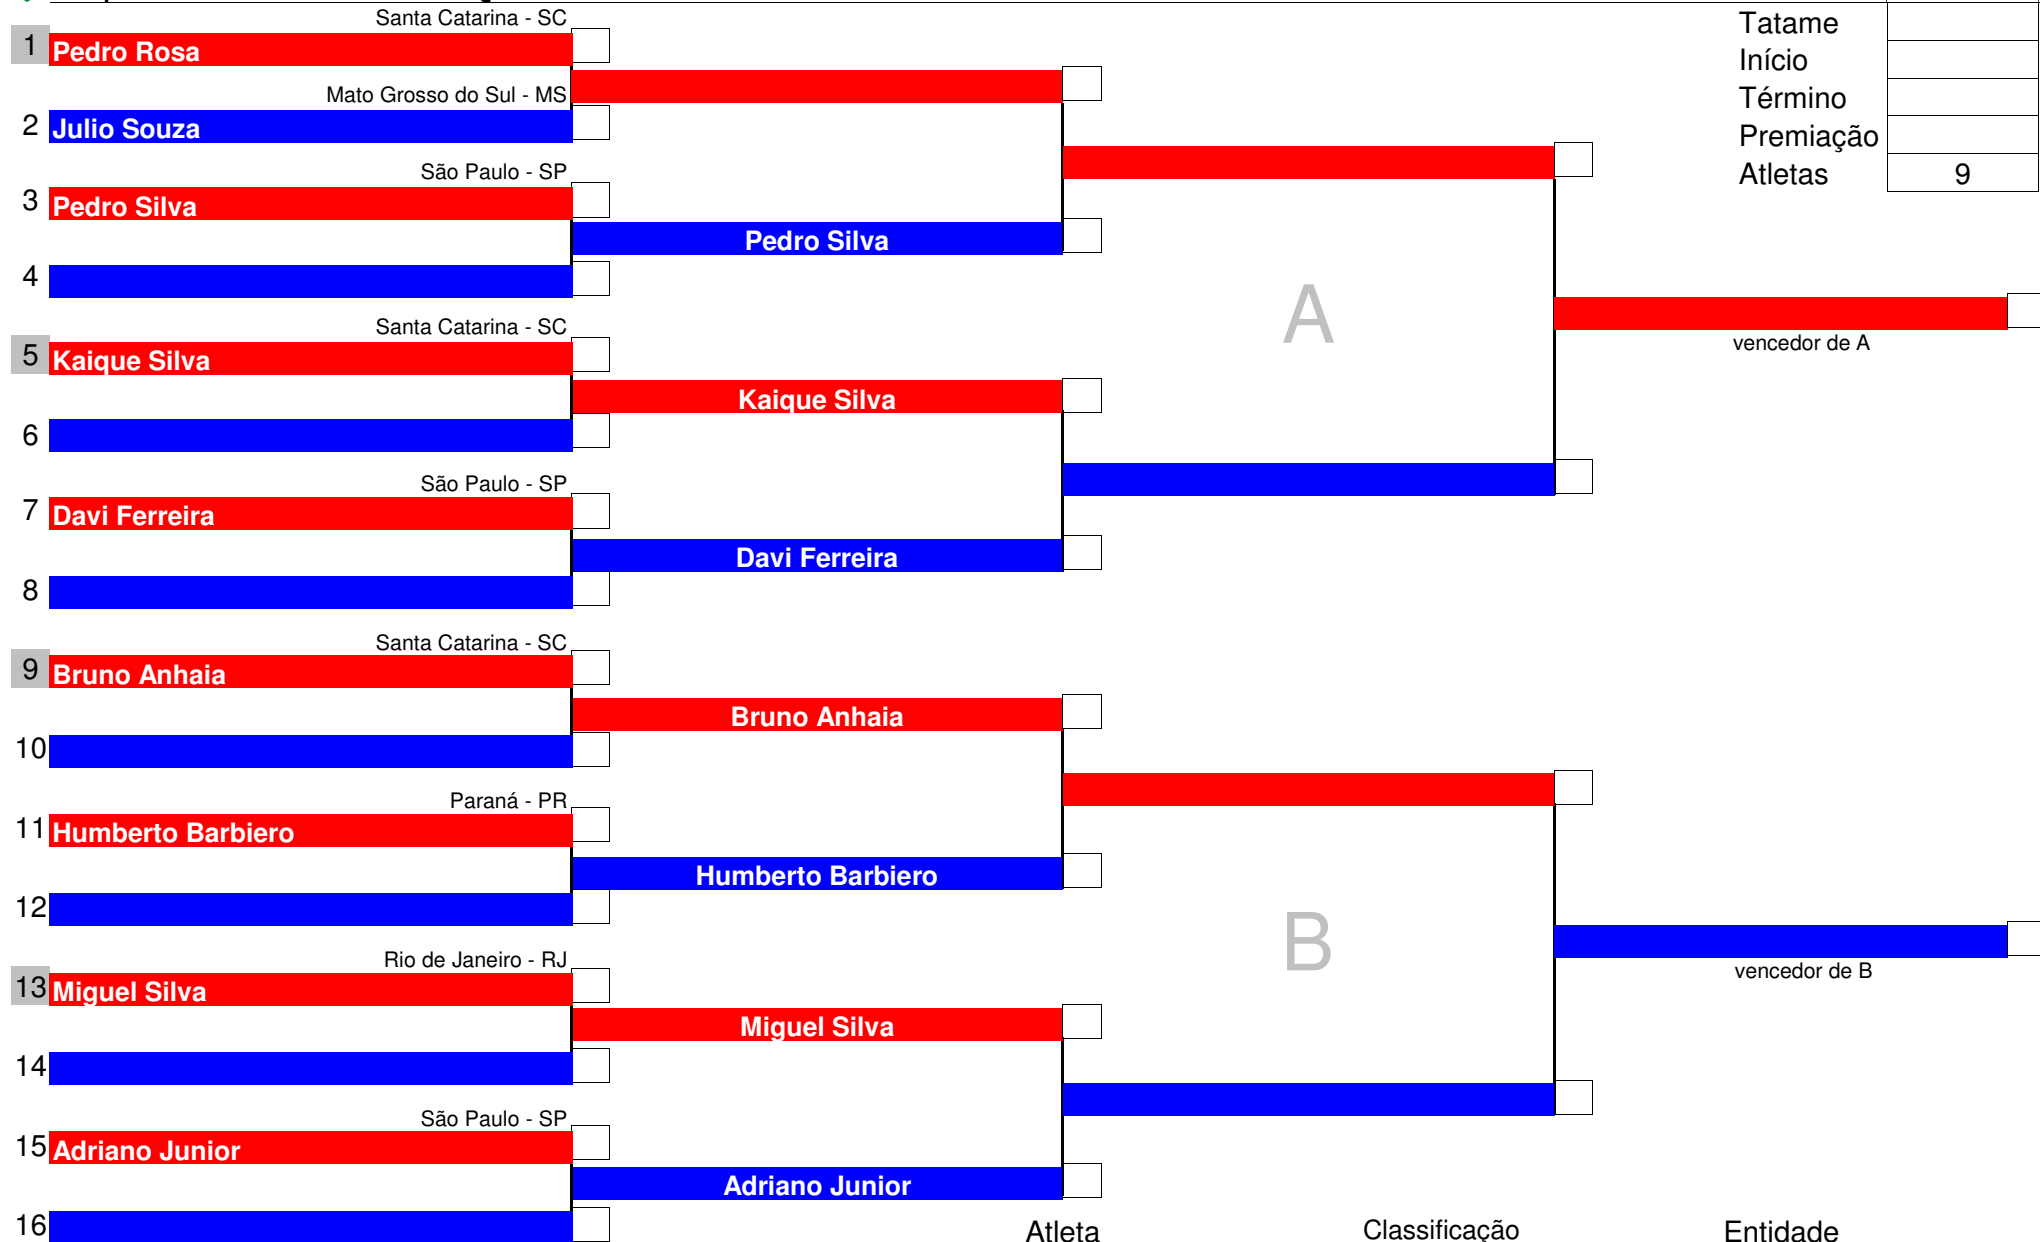 Santa Catarina - SC
1 Pedro Rosa
Mato Grosso do Sul - MS
2 Julio Souza
São Paulo - SP
3 Pedro Silva
Pedro Silva
4
Santa Catarina - SC
5 Kaique Silva
Kaique Silva
6
São Paulo - SP
7 Davi Ferreira
Davi Ferreira
8
Santa Catarina - SC
9 Bruno Anhaia
Bruno Anhaia
10
Paraná - PR
11 Humberto Barbiero
Humberto Barbiero
12
Rio de Janeiro - RJ
13 Miguel Silva
Miguel Silva
14
São Paulo - SP
15 Adriano Junior
Adriano Junior
16
A
B
vencedor de A
vencedor de B
Tatame
Início
Término
Premiação
Atletas 9
Atleta Classificação Entidade